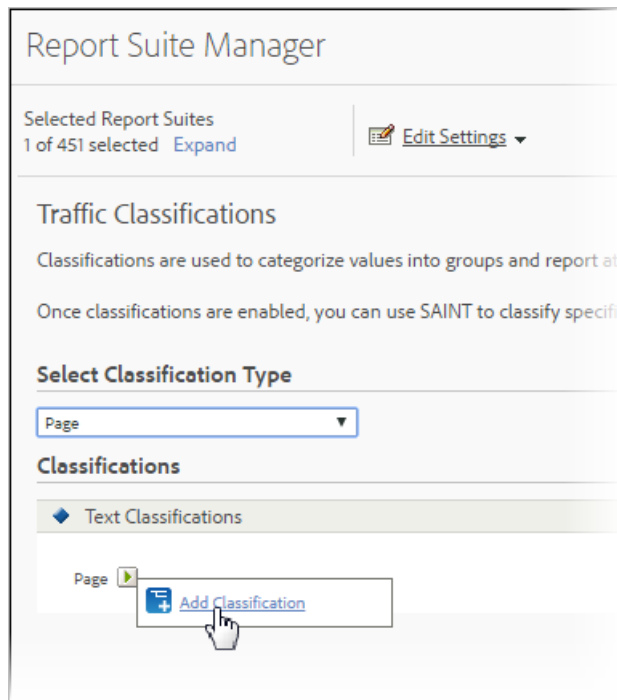 Report Suite Manager
Selected Report Suites
1 of 451 selected Expand
Edit Settings
Traffic Classifications
Classifications are used to categorize values into groups and report
Once classifications are enabled, you can use SAINT to classify
Select Classification Type
Page
Classifications
Text Classifications
Page
Add Classification